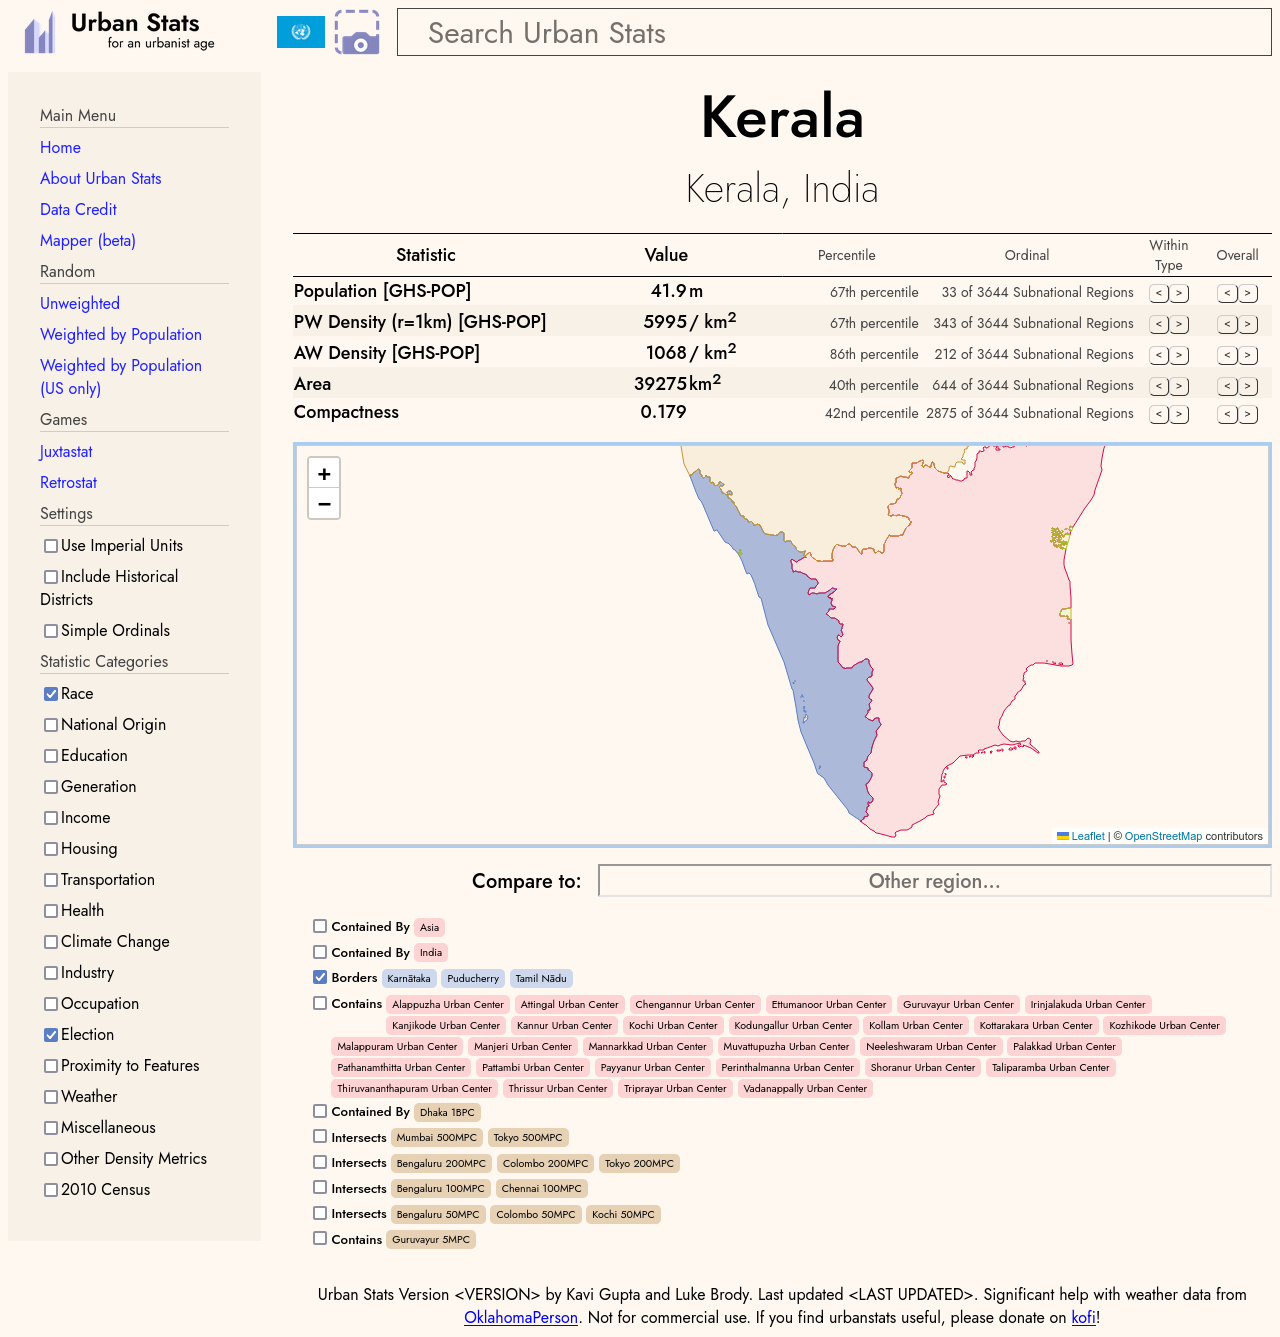 Urban Stats
for an urbanist age
Search Urban Stats
Main Menu
Home
About Urban Stats
Data Credit
Mapper (beta)
Random
Unweighted
Weighted by Population
Weighted by Population
(US only)
Games
Juxtastat
Retrostat
Settings
Use Imperial Units
Include Historical
Districts
Simple Ordinals
Statistic Categories
Race
National Origin
Education
Generation
Income
Housing
Transportation
Health
Climate Change
Industry
Occupation
Election
Proximity to Features
Weather
Miscellaneous
Other Density Metrics
2010 Census
Kerala
Kerala, India
Statistic Value Percentile Ordinal Within Type Overall
Population [GHS-POP] 41.9 m 67th percentile 33 of 3644 Subnational Regions < > < >
PW Density (r=1km) [GHS-POP] 5995 / km² 67th percentile 343 of 3644 Subnational Regions < > < >
AW Density [GHS-POP] 1068 / km² 86th percentile 212 of 3644 Subnational Regions < > < >
Area 39275 km² 40th percentile 644 of 3644 Subnational Regions < > < >
Compactness 0.179 42nd percentile 2875 of 3644 Subnational Regions < > < >
+
−
Leaflet | © OpenStreetMap contributors
Compare to: Other region...
Contained By Asia
Contained By India
Borders Karnātaka Puducherry Tamil Nādu
Contains Alappuzha Urban Center Attingal Urban Center Chengannur Urban Center Ettumanoor Urban Center Guruvayur Urban Center Irinjalakuda Urban Center
Kanjikode Urban Center Kannur Urban Center Kochi Urban Center Kodungallur Urban Center Kollam Urban Center Kottarakara Urban Center Kozhikode Urban Center
Malappuram Urban Center Manjeri Urban Center Mannarkkad Urban Center Muvattupuzha Urban Center Neeleshwaram Urban Center Palakkad Urban Center
Pathanamthitta Urban Center Pattambi Urban Center Payyanur Urban Center Perinthalmanna Urban Center Shoranur Urban Center Taliparamba Urban Center
Thiruvananthapuram Urban Center Thrissur Urban Center Triprayar Urban Center Vadanappally Urban Center
Contained By Dhaka 1BPC
Intersects Mumbai 500MPC Tokyo 500MPC
Intersects Bengaluru 200MPC Colombo 200MPC Tokyo 200MPC
Intersects Bengaluru 100MPC Chennai 100MPC
Intersects Bengaluru 50MPC Colombo 50MPC Kochi 50MPC
Contains Guruvayur 5MPC
Urban Stats Version <VERSION> by Kavi Gupta and Luke Brody. Last updated <LAST UPDATED>. Significant help with weather data from
OklahomaPerson. Not for commercial use. If you find urbanstats useful, please donate on kofi!